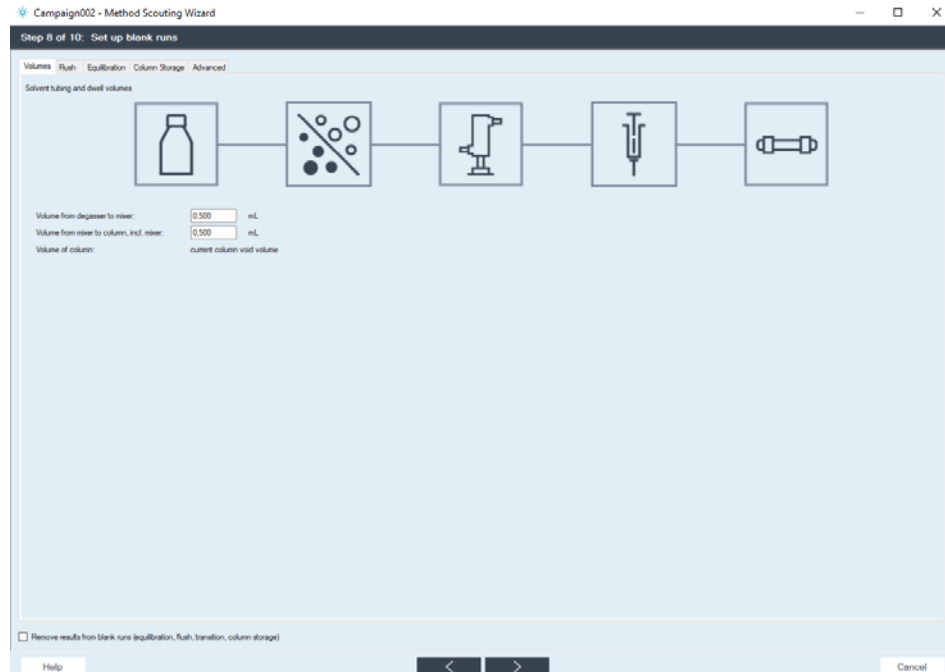 Campaign002 - Method Scouting Wizard
Step 8 of 10: Set up blank runs
Volumes Flush Equilibration Column Storage Advanced
Solvent tubing and dwell volumes
Volume from degasser to mixer: 0.500 mL
Volume from mixer to column, incl. mixer: 0.500 mL
Volume of column: current column void volume
Remove results from blank runs (equilibration, flush, transition, column storage)
Help < > Cancel